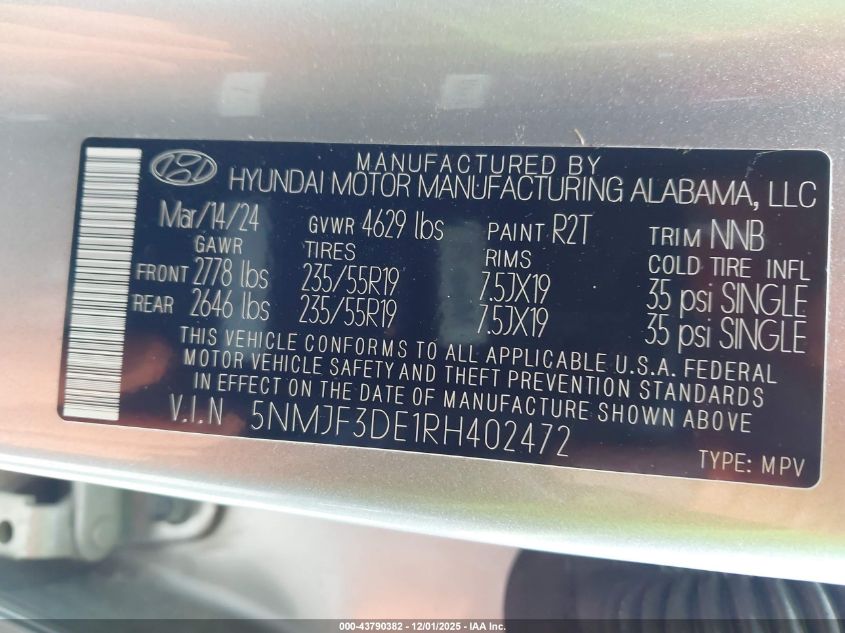 MANUFACTURED BY
HYUNDAI MOTOR MANUFACTURING ALABAMA, LLC
Mar/14/24 GVWR 4629 lbs PAINT R2T TRIM NNB
GAWR TIRES RIMS COLD TIRE INFL
FRONT 2778 lbs 235/55R19 7.5JX19 35 psi SINGLE
REAR 2646 lbs 235/55R19 7.5JX19 35 psi SINGLE
THIS VEHICLE CONFORMS TO ALL APPLICABLE U.S.A. FEDERAL
MOTOR VEHICLE SAFETY AND THEFT PREVENTION STANDARDS
IN EFFECT ON THE DATE OF MANUFACTURE SHOWN ABOVE
V.I.N 5NMJF3DE1RH402472
TYPE: MPV
000-43790382 - 12/01/2025 - IAA Inc.